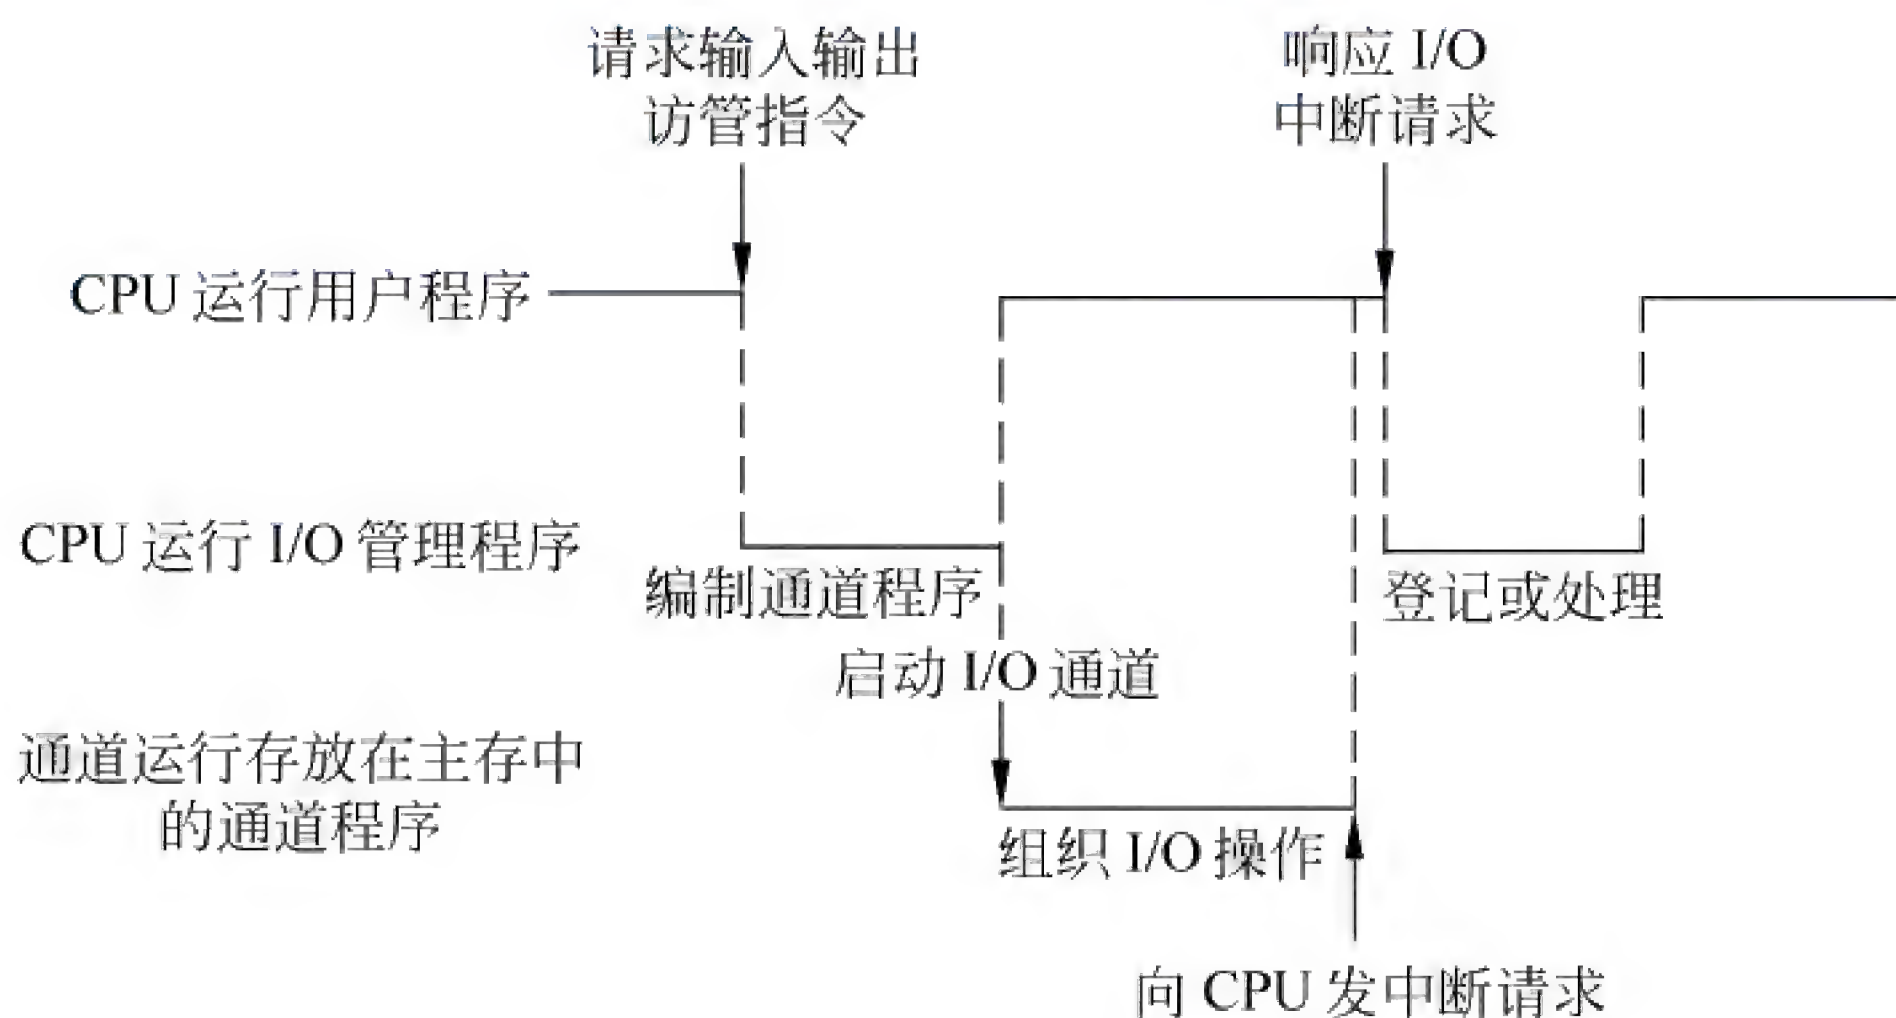 请求输入输出
访管指令
响应 I/O
中断请求
CPU 运行用户程序
CPU 运行 I/O 管理程序
编制通道程序
登记或处理
启动 I/O 通道
通道运行存放在主存中
的通道程序
组织 I/O 操作
向 CPU 发中断请求